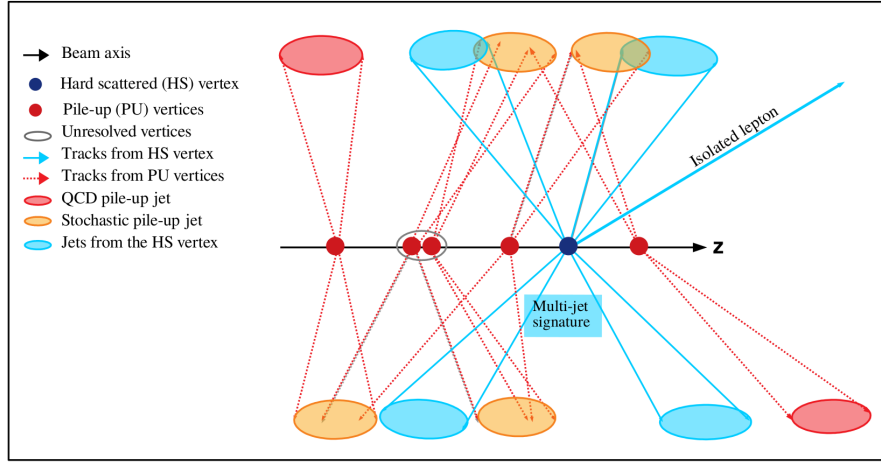 Beam axis
Hard scattered (HS) vertex
Pile-up (PU) vertices
Unresolved vertices
Tracks from HS vertex
Tracks from PU vertices
QCD pile-up jet
Stochastic pile-up jet
Jets from the HS vertex
Isolated lepton
z
Multi-jet
signature